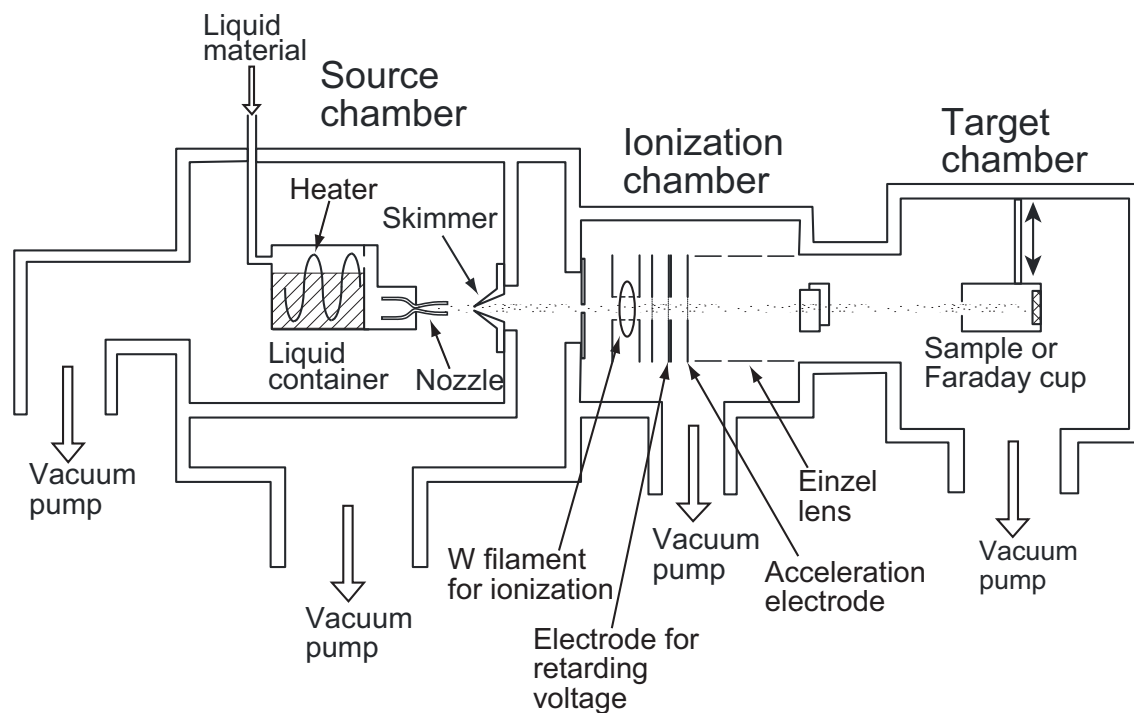 Liquid
material
Source
chamber
Ionization
chamber
Target
chamber
Heater
Skimmer
Liquid
container
Nozzle
Sample or
Faraday cup
Vacuum
pump
Vacuum
pump
W filament
for ionization
Vacuum
pump
Electrode for
retarding
voltage
Acceleration
electrode
Einzel
lens
Vacuum
pump